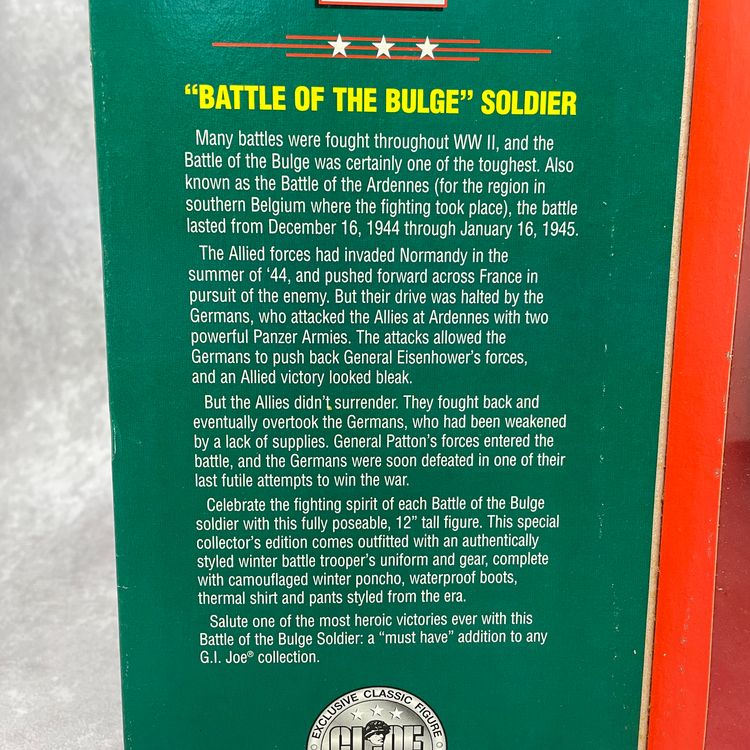 “BATTLE OF THE BULGE” SOLDIER
Many battles were fought throughout WW II, and the
Battle of the Bulge was certainly one of the toughest. Also
known as the Battle of the Ardennes (for the region in
southern Belgium where the fighting took place), the battle
lasted from December 16, 1944 through January 16, 1945.
The Allied forces had invaded Normandy in the
summer of ‘44, and pushed forward across France in
pursuit of the enemy. But their drive was halted by the
Germans, who attacked the Allies at Ardennes with two
powerful Panzer Armies. The attacks allowed the
Germans to push back General Eisenhower’s forces,
and an Allied victory looked bleak.
But the Allies didn’t surrender. They fought back and
eventually overtook the Germans, who had been weakened
by a lack of supplies. General Patton’s forces entered the
battle, and the Germans were soon defeated in one of their
last futile attempts to win the war.
Celebrate the fighting spirit of each Battle of the Bulge
soldier with this fully poseable, 12” tall figure. This special
collector’s edition comes outfitted with an authentically
styled winter battle trooper’s uniform and gear, complete
with camouflaged winter poncho, waterproof boots,
thermal shirt and pants styled from the era.
Salute one of the most heroic victories ever with this
Battle of the Bulge Soldier: a “must have” addition to any
G.I. Joe® collection.
EXCLUSIVE CLASSIC FIGURE
GI JOE